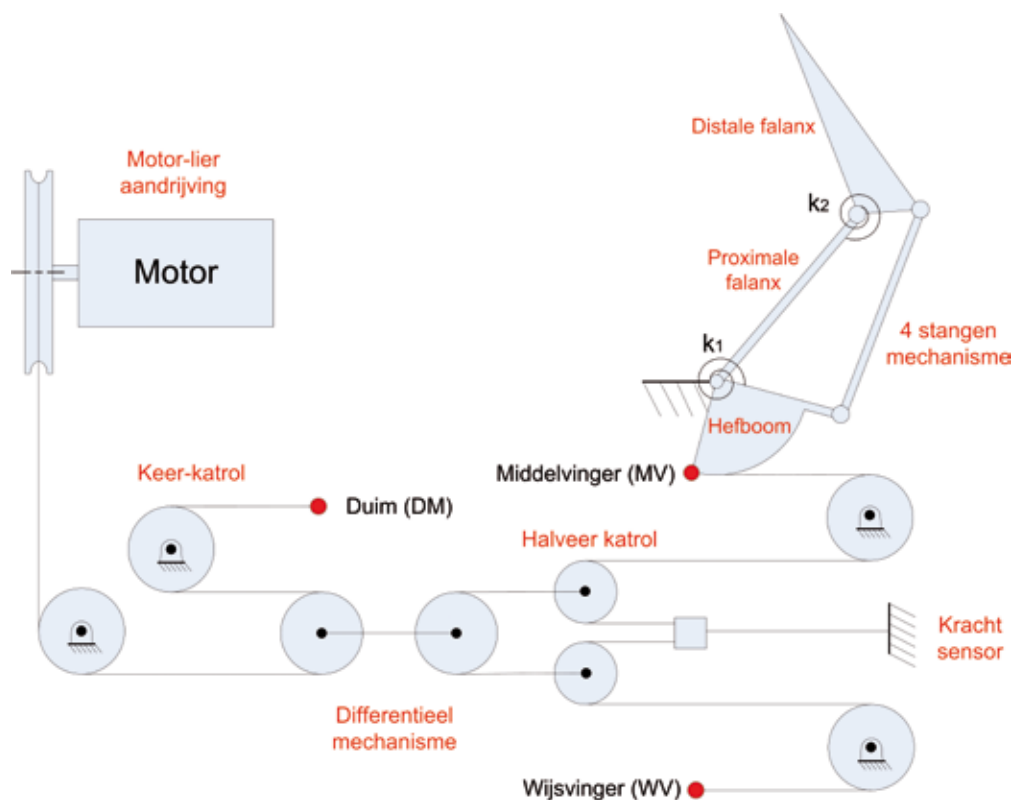 Distale falanx
Motor-lier
aandrijving
k2
Motor
Proximale
falanx
4 stangen
mechanisme
k1
Hefboom
Middelvinger (MV)
Keer-katrol
Duim (DM)
Halveer katrol
Kracht
sensor
Differentieel
mechanisme
Wijsvinger (WV)